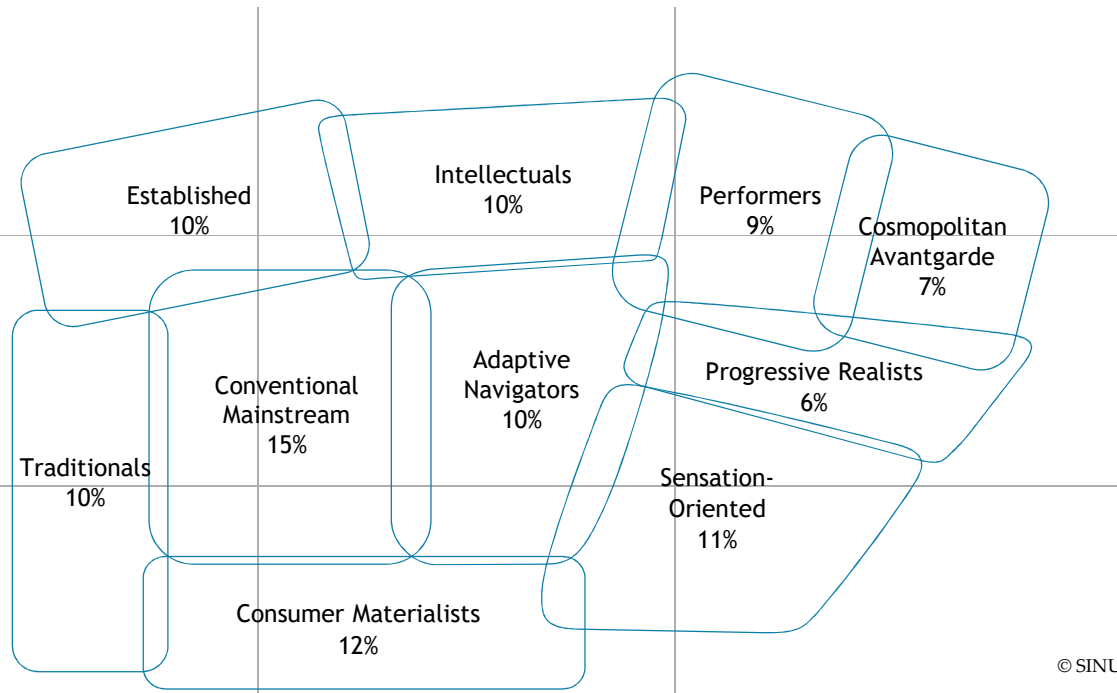 Established
10%
Intellectuals
10%
Performers
9%
Cosmopolitan
Avantgarde
7%
Conventional
Mainstream
15%
Adaptive
Navigators
10%
Progressive Realists
6%
Traditionals
10%
Sensation-
Oriented
11%
Consumer Materialists
12%
© SINU